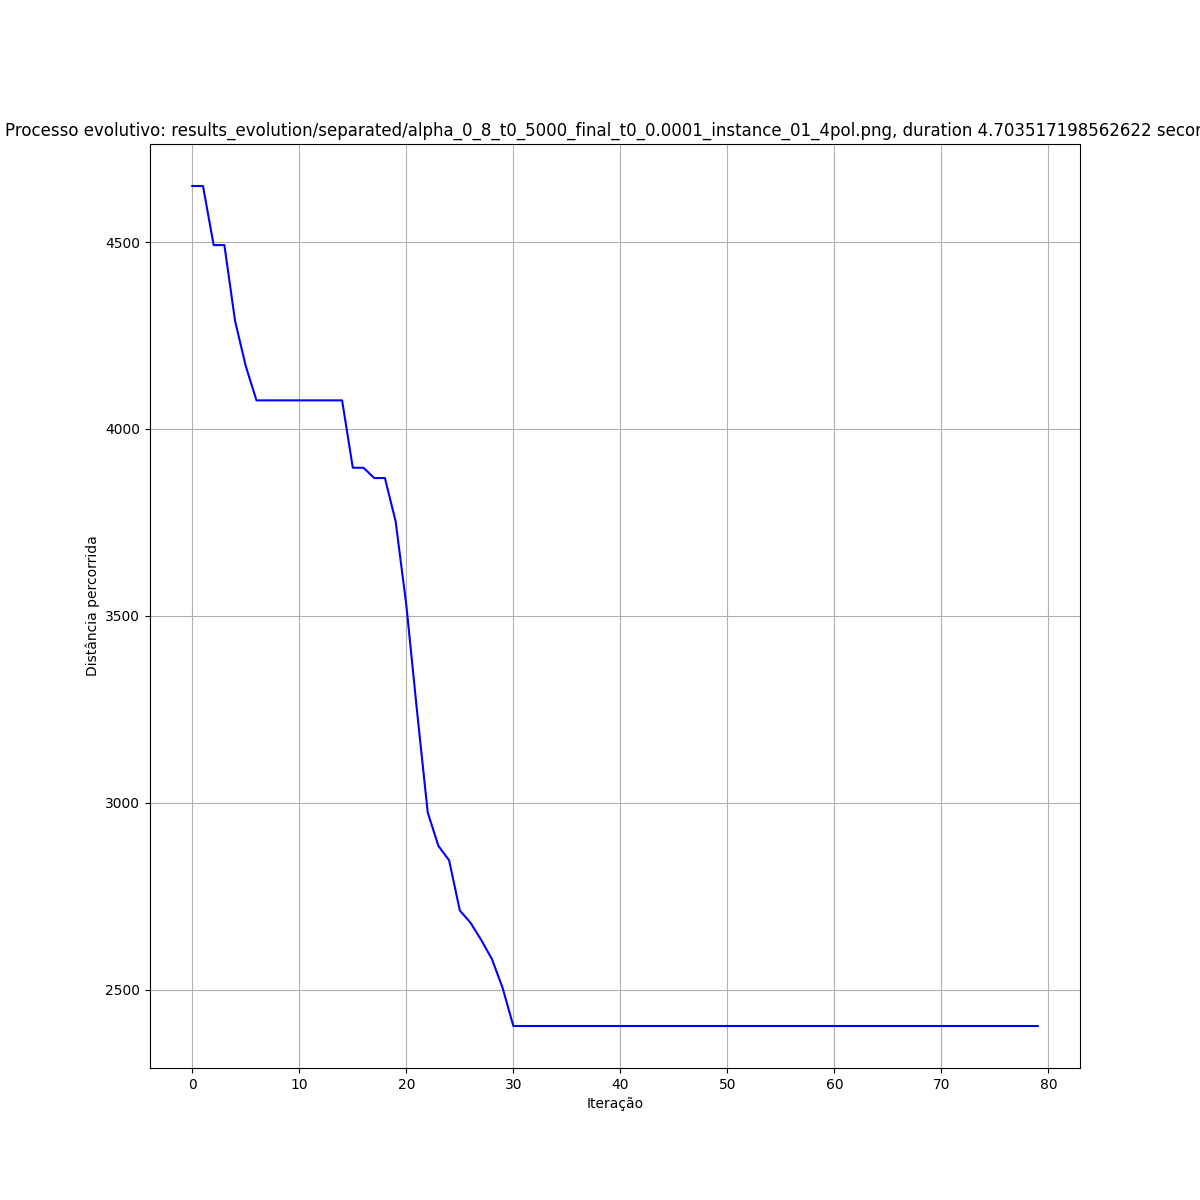 Processo evolutivo: results_evolution/separated/alpha_0_8_t0_5000_final_t0_0.0001_instance_01_4pol.png, duration 4.703517198562622
4500
4000
3500
3000
2500
Distância percorrida
0 10 20 30 40 50 60 70 80
Iteração